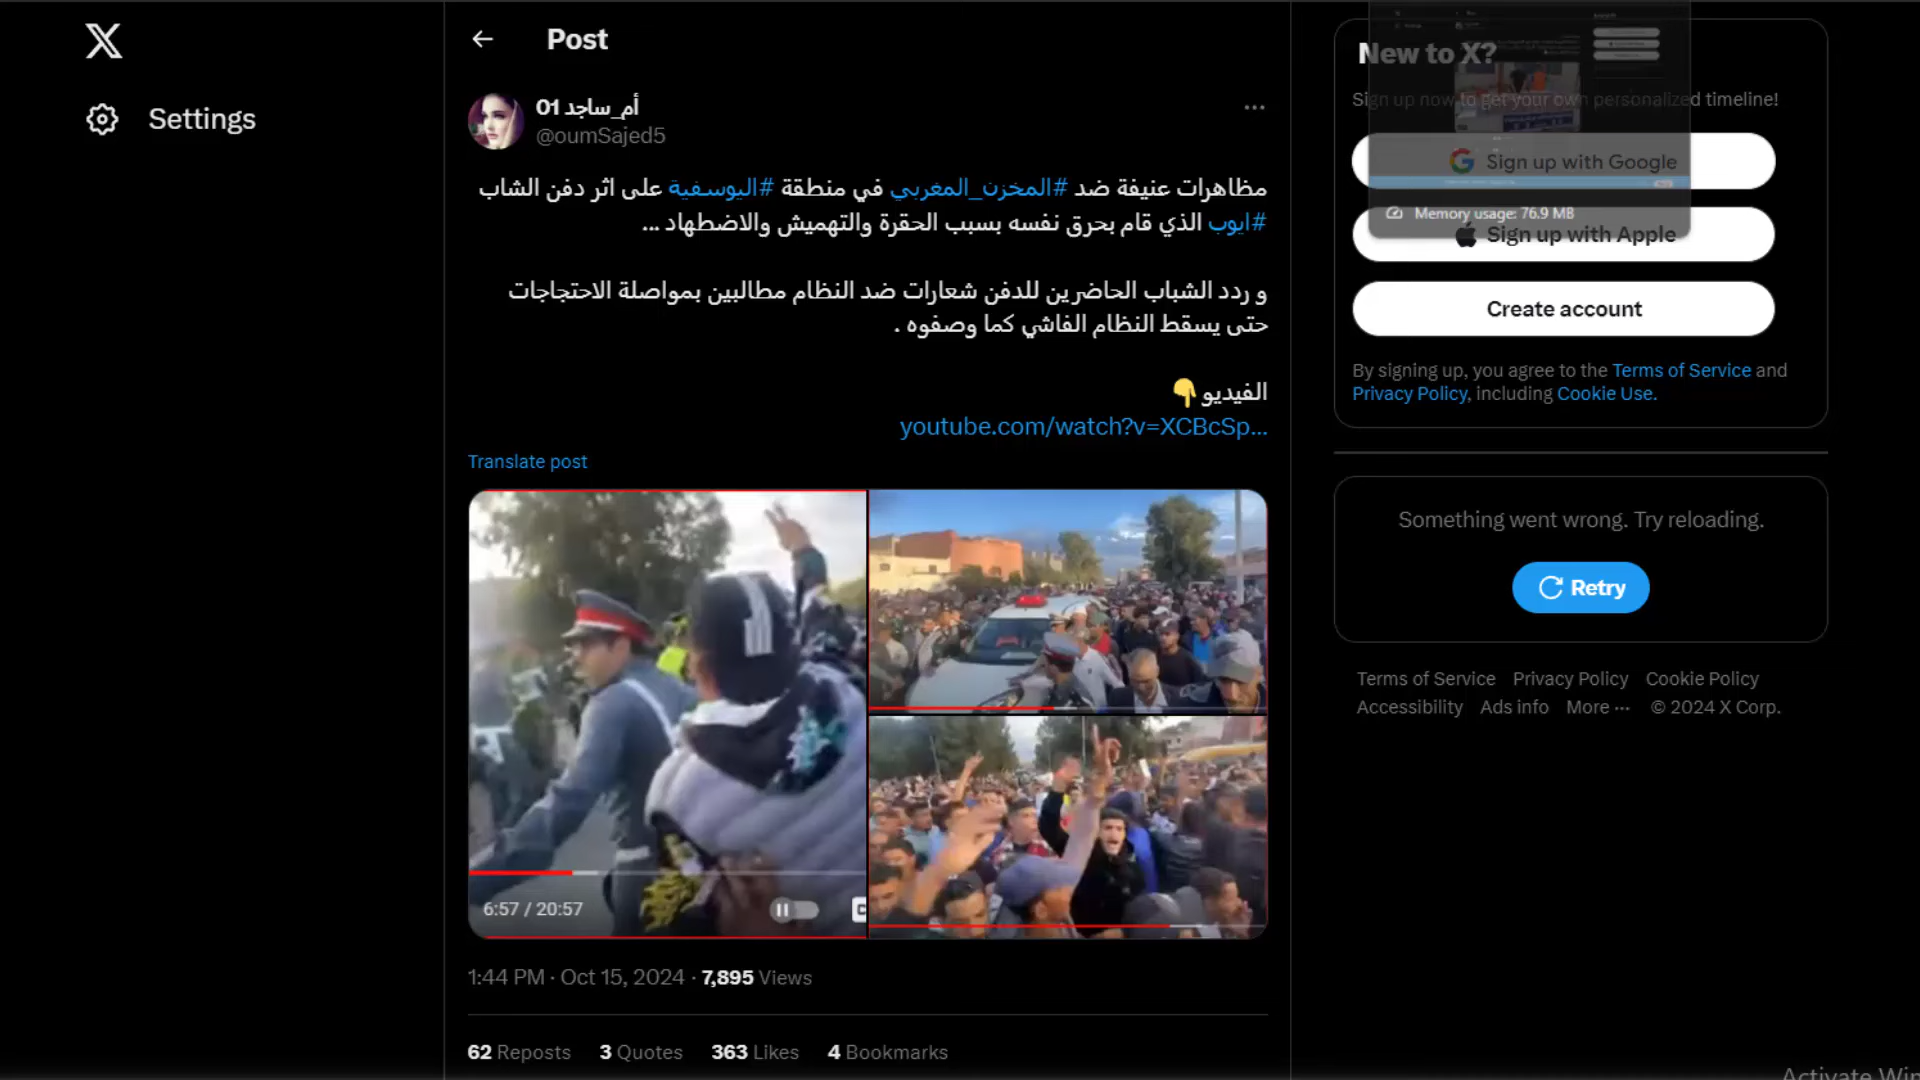 Settings
Post
أم_ساجد 01
@oumSajed5
مظاهرات عنيفة ضد #المخزن_المغربي في منطقة #اليوسفية على اثر دفن الشاب
#ايوب الذي قام بحرق نفسه بسبب الحقرة والتهميش والاضطهاد ...
و ردد الشباب الحاضرين للدفن شعارات ضد النظام مطالبين بمواصلة الاحتجاجات
حتى يسقط النظام الفاشي كما وصفوه .
الفيديو👇
youtube.com/watch?v=XCBcSp...
Translate post
6:57 / 20:57
1:44 PM · Oct 15, 2024 · 7,895 Views
62 Reposts 3 Quotes 363 Likes 4 Bookmarks
New to X?
Sign up now to get your own personalized timeline!
Sign up with Google
Memory usage: 76.9 MB
Sign up with Apple
Create account
By signing up, you agree to the Terms of Service and
Privacy Policy, including Cookie Use.
Something went wrong. Try reloading.
Retry
Terms of Service Privacy Policy Cookie Policy
Accessibility Ads info More ··· © 2024 X Corp.